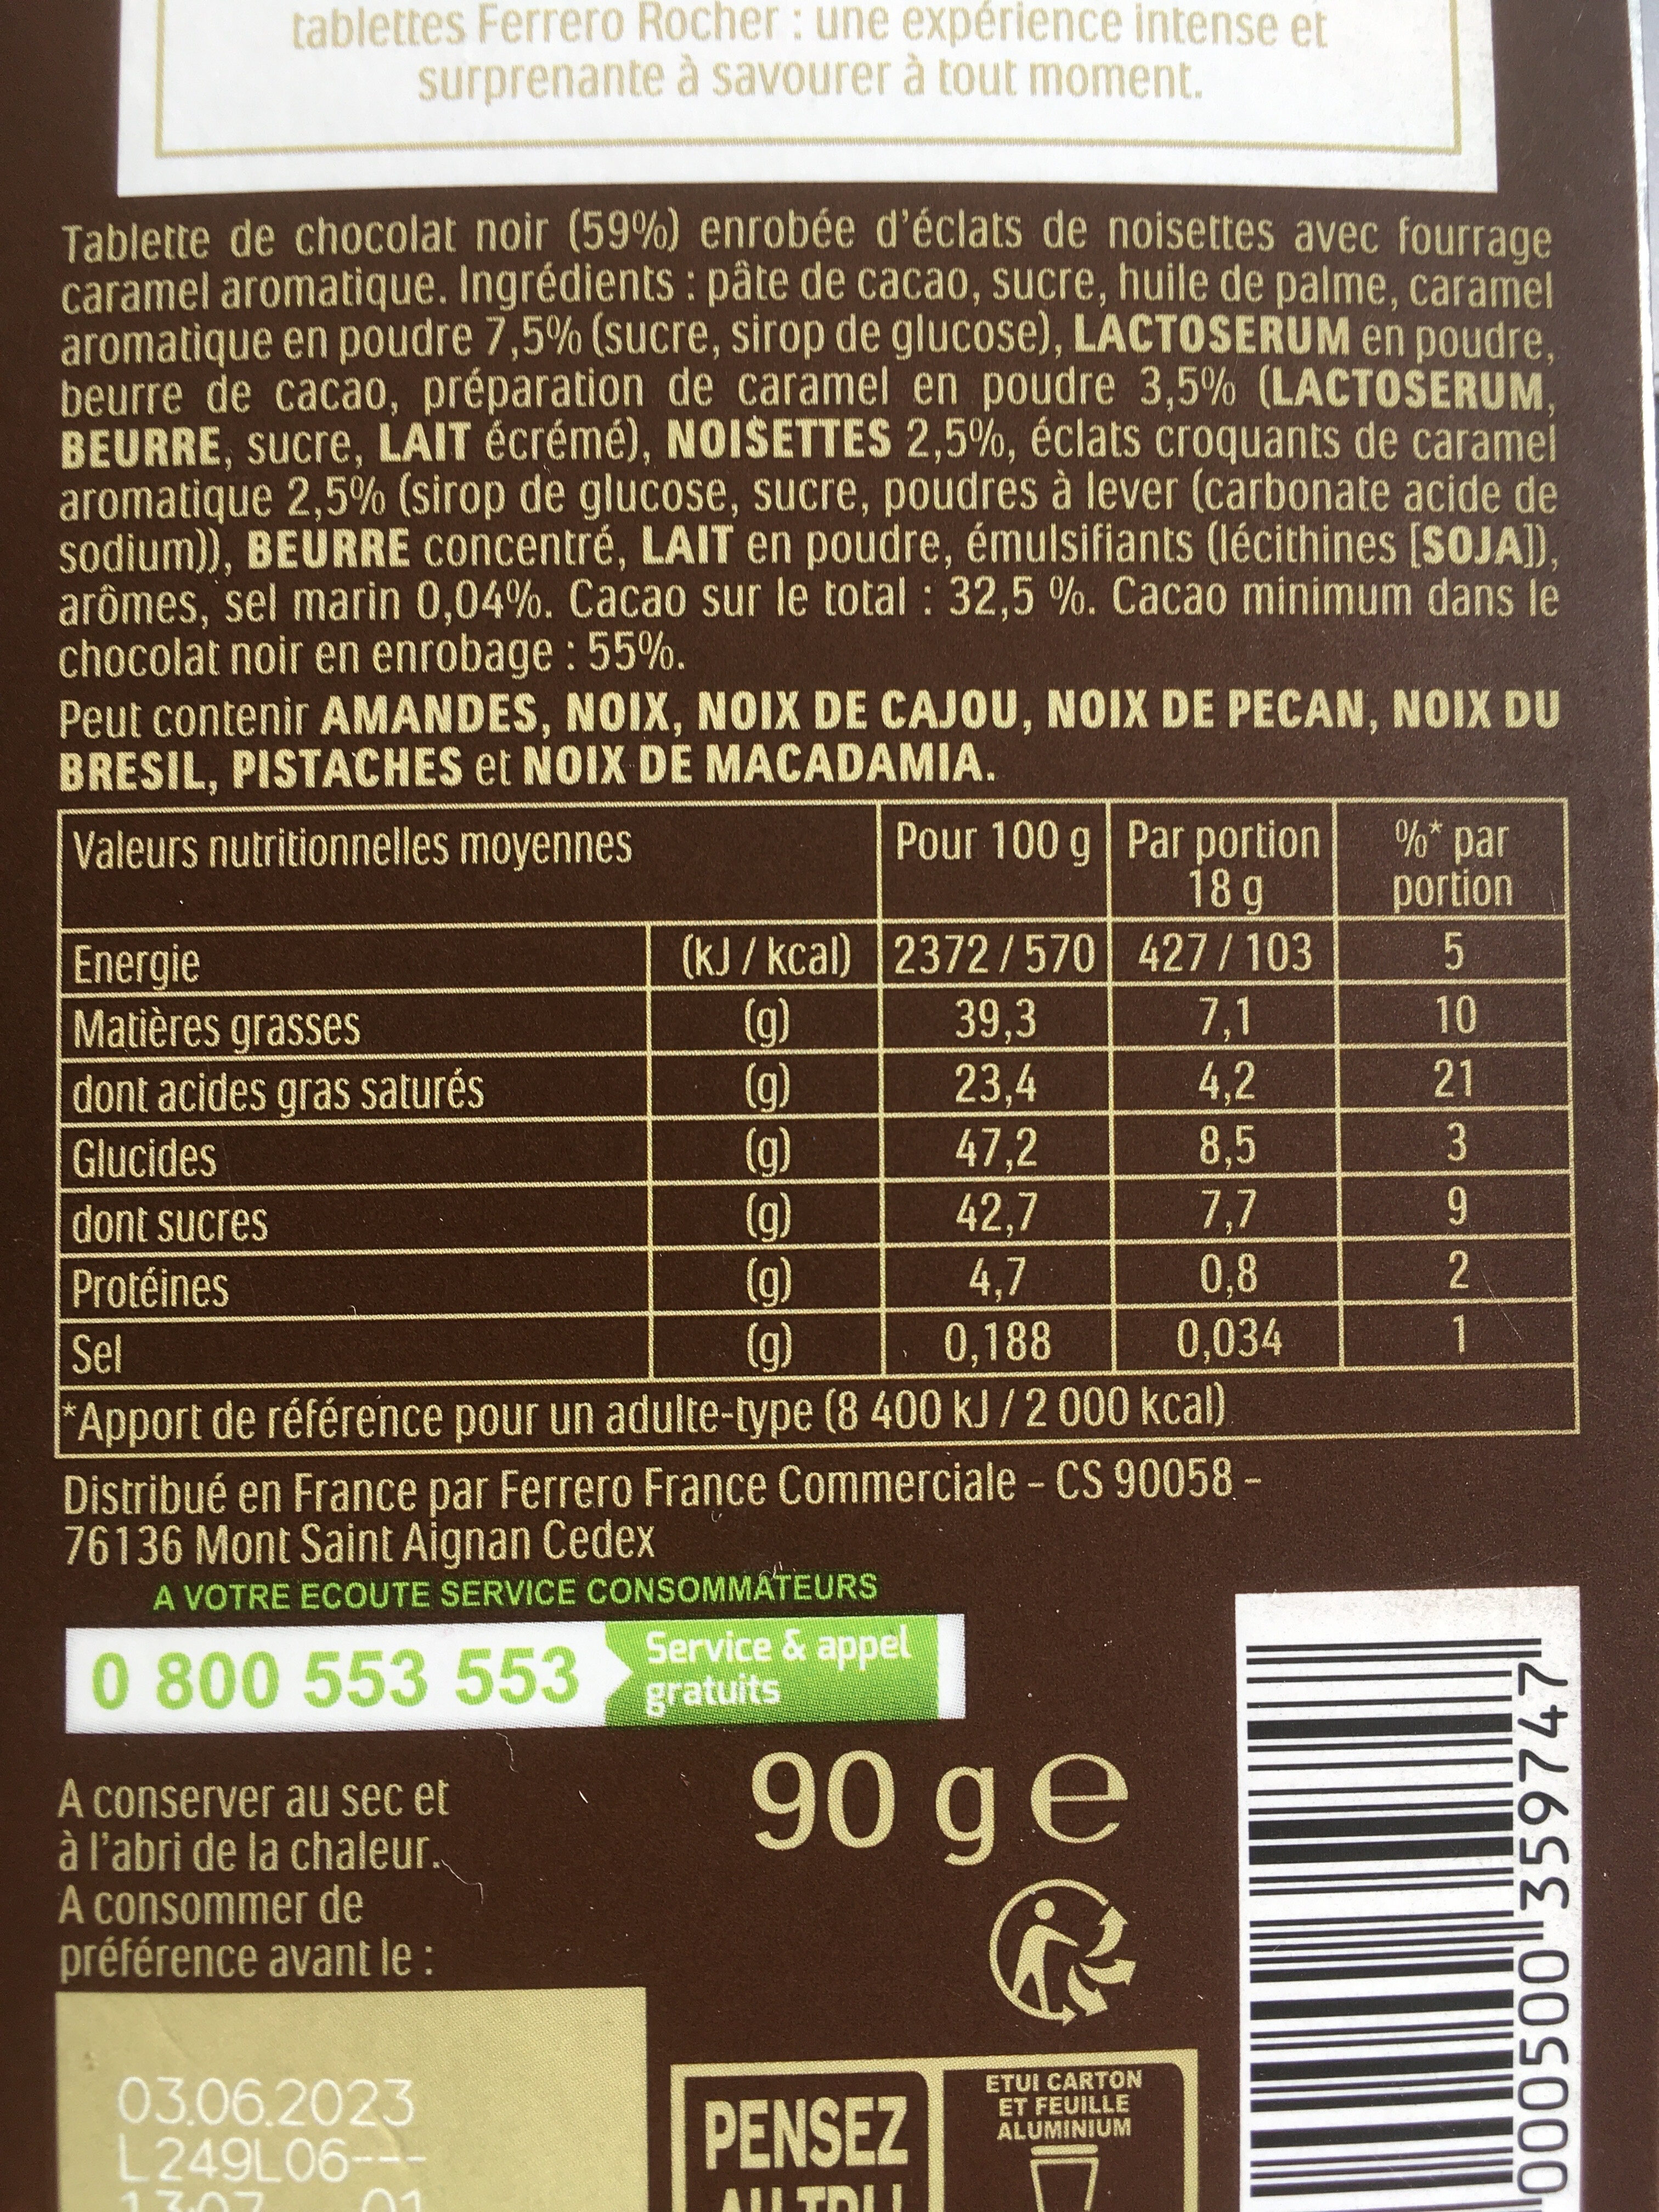 tablettes Ferrero Rocher : une expérience intense et
surprenante à savourer à tout moment.
Tablette de chocolat noir (59%) enrobée d'éclats de noisettes avec fourrage
caramel aromatique. Ingrédients : pâte de cacao, sucre, huile de palme, caramel
aromatique en poudre 7,5% (sucre, sirop de glucose), LACTOSERUM en poudre,
beurre de cacao, préparation de caramel en poudre 3,5% (LACTOSERUM,
BEURRE, sucre, LAIT écrémé), NOISETTES 2,5%, éclats croquants de caramel
aromatique 2,5% (sirop de glucose, sucre, poudres à lever (carbonate acide de
sodium)), BEURRE concentré, LAIT en poudre, émulsifiants (lécithines [SOJA]),
arômes, sel marin 0,04%. Cacao sur le total : 32,5 %. Cacao minimum dans le
chocolat noir en enrobage : 55%.
Peut contenir AMANDES, NOIX, NOIX DE CAJOU, NOIX DE PECAN, NOIX DU
BRESIL, PISTACHES et NOIX DE MACADAMIA.
Valeurs nutritionnelles moyennes Pour 100 g Par portion 18 g %* par portion
Energie (kJ / kcal) 2372 / 570 427 / 103 5
Matières grasses (g) 39,3 7,1 10
dont acides gras saturés (g) 23,4 4,2 21
Glucides (g) 47,2 8,5 3
dont sucres (g) 42,7 7,7 9
Protéines (g) 4,7 0,8 2
Sel (g) 0,188 0,034 1
*Apport de référence pour un adulte-type (8 400 kJ / 2 000 kcal)
Distribué en France par Ferrero France Commerciale - CS 90058 -
76136 Mont Saint Aignan Cedex
A VOTRE ECOUTE SERVICE CONSOMMATEURS
0 800 553 553 Service & appel
gratuits
90 g e
A conserver au sec et
à l'abri de la chaleur.
A consommer de
préférence avant le :
03.06.2023
L249L06---
13:07 01
PENSEZ
AU TRI !
ETUI CARTON
ET FEUILLE
ALUMINIUM
000500 359747